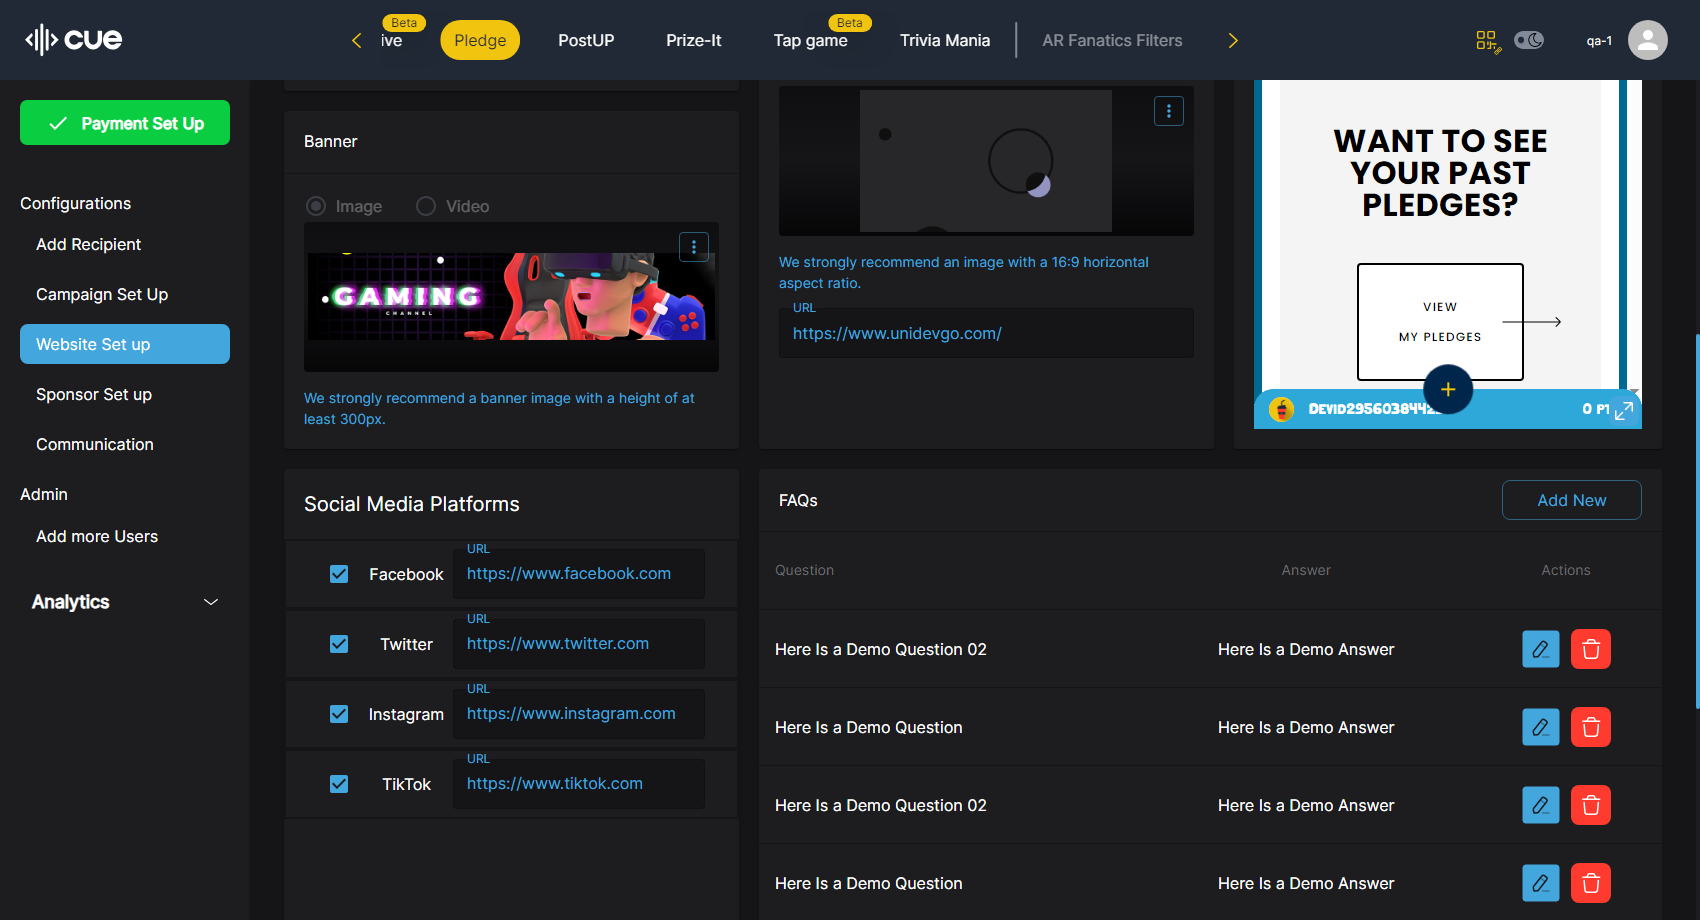 cue
Beta
ive
Pledge
PostUP
Prize-It
Beta
Tap game
Trivia Mania
AR Fanatics Filters
qa-1
Payment Set Up
Configurations
Add Recipient
Campaign Set Up
Website Set up
Sponsor Set up
Communication
Admin
Add more Users
Analytics
Banner
Image
Video
GAMING
CHANNEL
We strongly recommend a banner image with a height of at
least 300px.
We strongly recommend an image with a 16:9 horizontal
aspect ratio.
URL
https://www.unidevgo.com/
WANT TO SEE
YOUR PAST
PLEDGES?
VIEW
MY PLEDGES
0 PT
Social Media Platforms
Facebook
URL
https://www.facebook.com
Twitter
URL
https://www.twitter.com
Instagram
URL
https://www.instagram.com
TikTok
URL
https://www.tiktok.com
FAQs
Add New
Question
Answer
Actions
Here Is a Demo Question 02
Here Is a Demo Answer
Here Is a Demo Question
Here Is a Demo Answer
Here Is a Demo Question 02
Here Is a Demo Answer
Here Is a Demo Question
Here Is a Demo Answer